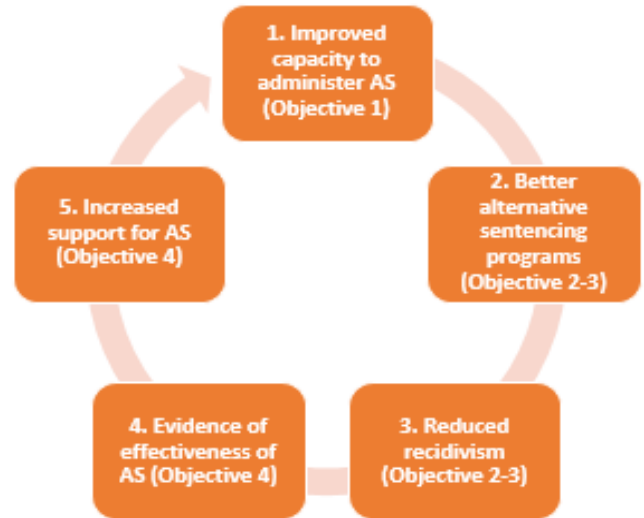 1. Improved
capacity to
administer AS
(Objective 1)
2. Better
alternative
sentencing
programs
(Objective 2-3)
3. Reduced
recidivism
(Objective 2-3)
4. Evidence of
effectiveness of
AS (Objective 4)
5. Increased
support for AS
(Objective 4)